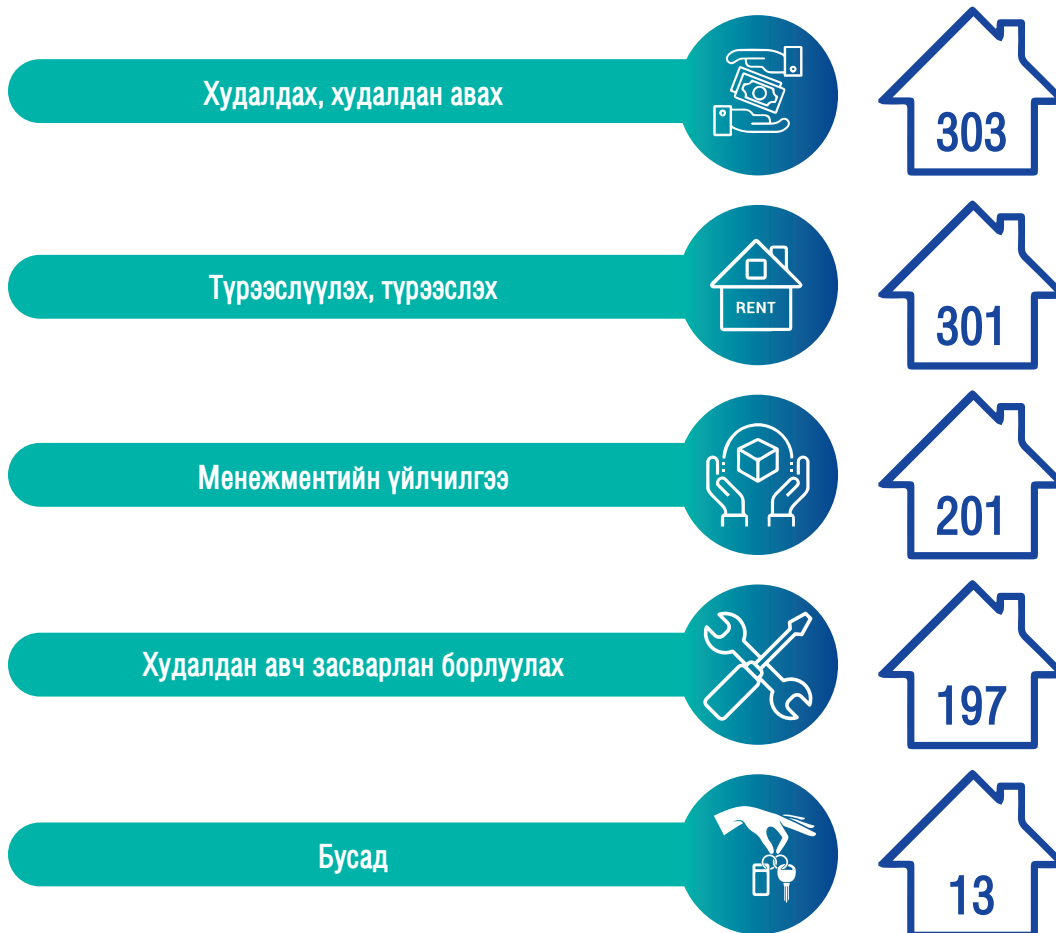 Худалдах, худалдан авах
303
Түрээслүүлэх, түрээслэх
RENT
301
Менежментийн үйлчилгээ
201
Худалдан авч засварлан борлуулах
197
Бусад
13